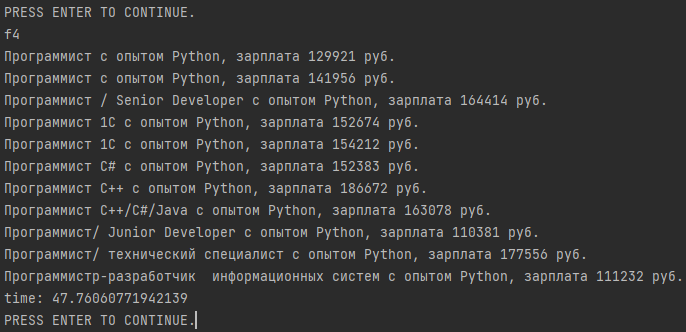 PRESS ENTER TO CONTINUE.
f4
Программист с опытом Python, зарплата 129921 руб.
Программист с опытом Python, зарплата 141956 руб.
Программист / Senior Developer с опытом Python, зарплата 164414 руб.
Программист 1С с опытом Python, зарплата 152674 руб.
Программист 1С с опытом Python, зарплата 154212 руб.
Программист C# с опытом Python, зарплата 152383 руб.
Программист C++ с опытом Python, зарплата 186672 руб.
Программист C++/C#/Java с опытом Python, зарплата 163078 руб.
Программист/ Junior Developer с опытом Python, зарплата 110381 руб.
Программист/ технический специалист с опытом Python, зарплата 177556 руб.
Программистр-разработчик  информационных систем с опытом Python, зарплата 111232 руб.
time: 47.76060771942139
PRESS ENTER TO CONTINUE.